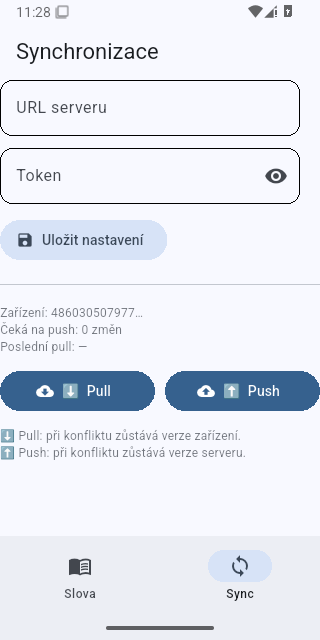 11:28
Synchronizace
URL serveru
Token
Uložit nastavení
Zařízení: 486030507977…
Čeká na push: 0 změn
Poslední pull: —
⬇️ Pull
⬆️ Push
⬇️ Pull: při konfliktu zůstává verze zařízení.
⬆️ Push: při konfliktu zůstává verze serveru.
Slova
Sync